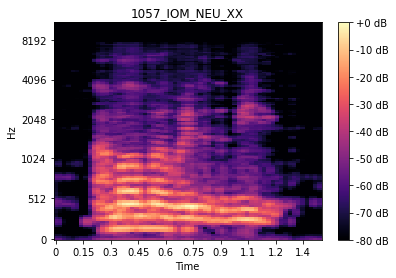 1057_IOM_NEU_XX
8192
4096
2048
1024
512
0
Hz
0 0.15 0.3 0.45 0.6 0.75 0.9 1.1 1.2 1.4
Time
+0 dB
-10 dB
-20 dB
-30 dB
-40 dB
-50 dB
-60 dB
-70 dB
-80 dB